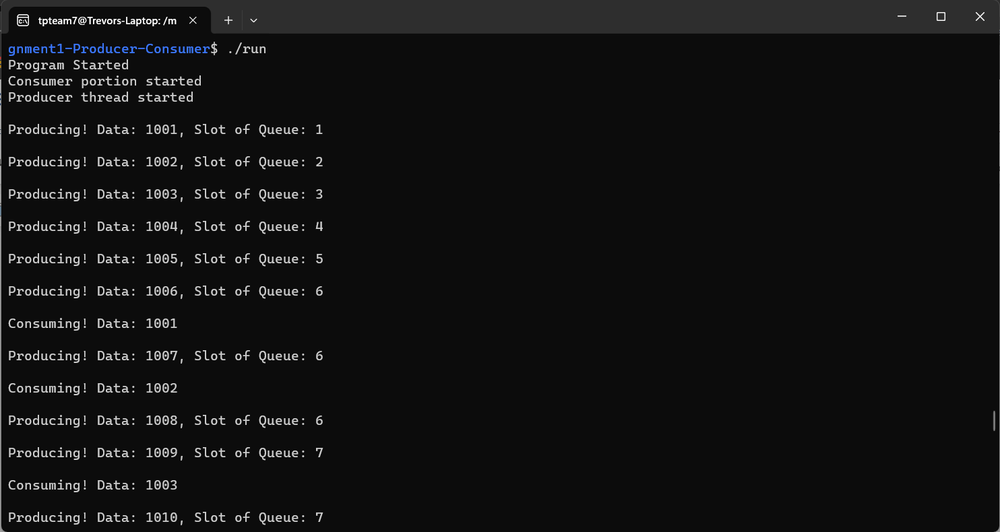 tpteam7@Trevors-Laptop: /m
gnment1-Producer-Consumer$ ./run
Program Started
Consumer portion started
Producer thread started
Producing! Data: 1001, Slot of Queue: 1
Producing! Data: 1002, Slot of Queue: 2
Producing! Data: 1003, Slot of Queue: 3
Producing! Data: 1004, Slot of Queue: 4
Producing! Data: 1005, Slot of Queue: 5
Producing! Data: 1006, Slot of Queue: 6
Consuming! Data: 1001
Producing! Data: 1007, Slot of Queue: 6
Consuming! Data: 1002
Producing! Data: 1008, Slot of Queue: 6
Producing! Data: 1009, Slot of Queue: 7
Consuming! Data: 1003
Producing! Data: 1010, Slot of Queue: 7